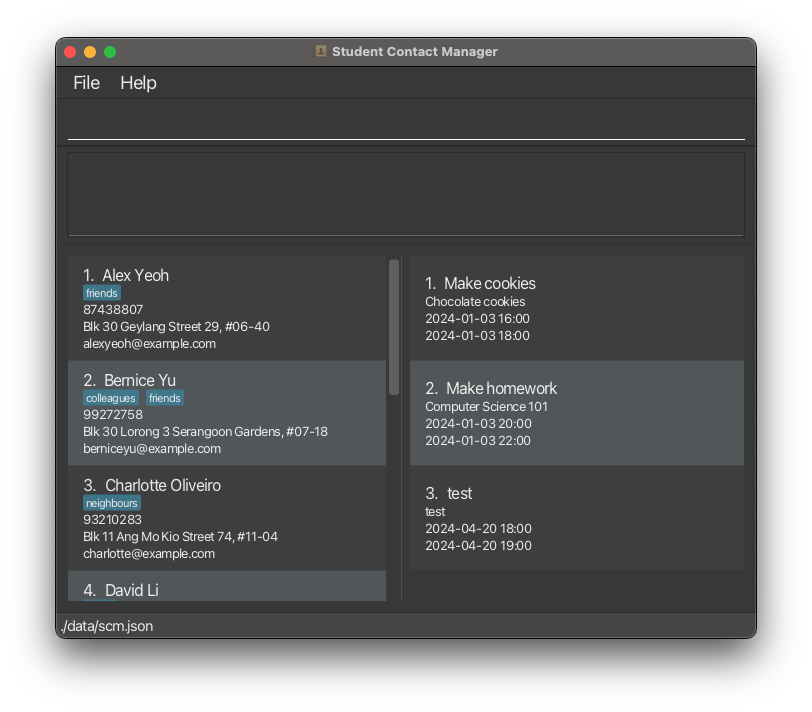 Student Contact Manager
File Help
1. Alex Yeoh
friends
87438807
Blk 30 Geylang Street 29, #06-40
alexyeoh@example.com
2. Bernice Yu
colleagues friends
99272758
Blk 30 Lorong 3 Serangoon Gardens, #07-18
berniceyu@example.com
3. Charlotte Oliveiro
neighbours
93210283
Blk 11 Ang Mo Kio Street 74, #11-04
charlotte@example.com
4. David Li
1. Make cookies
Chocolate cookies
2024-01-03 16:00
2024-01-03 18:00
2. Make homework
Computer Science 101
2024-01-03 20:00
2024-01-03 22:00
3. test
test
2024-04-20 18:00
2024-04-20 19:00
./data/scm.json